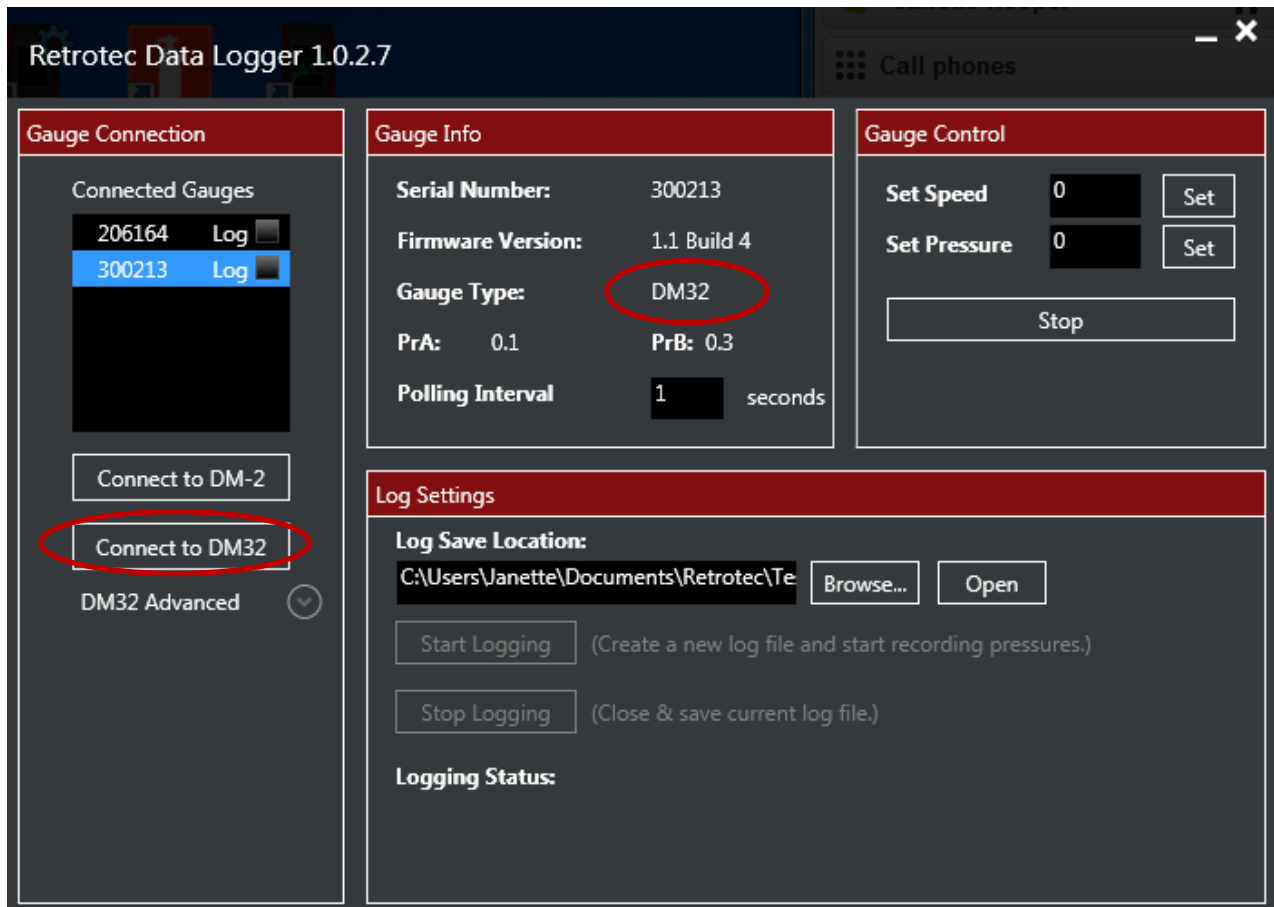 Retrotec Data Logger 1.0.2.7
Call phones
Gauge Connection
Connected Gauges
206164 Log
300213 Log
Connect to DM-2
Connect to DM32
DM32 Advanced
Gauge Info
Serial Number: 300213
Firmware Version: 1.1 Build 4
Gauge Type: DM32
PrA: 0.1 PrB: 0.3
Polling Interval 1 seconds
Gauge Control
Set Speed 0 Set
Set Pressure 0 Set
Stop
Log Settings
Log Save Location:
C:\Users\Janette\Documents\Retrotec\Te Browse... Open
Start Logging (Create a new log file and start recording pressures.)
Stop Logging (Close & save current log file.)
Logging Status: